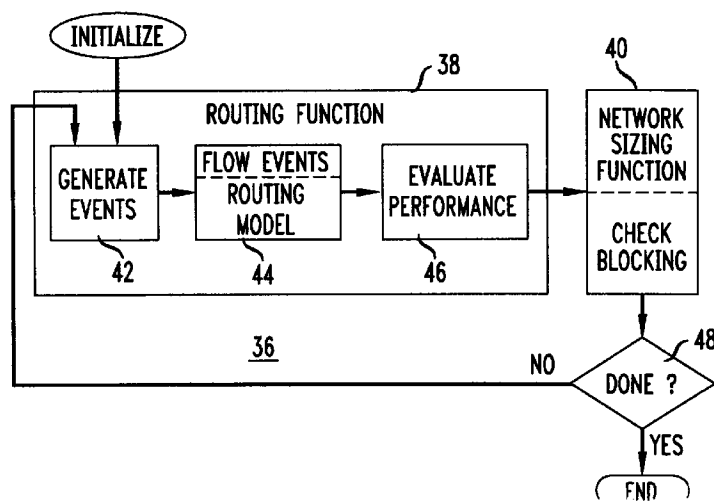 INITIALIZE
38
40
ROUTING FUNCTION
GENERATE
EVENTS
42
FLOW EVENTS
ROUTING
MODEL
44
EVALUATE
PERFORMANCE
46
NETWORK
SIZING
FUNCTION
CHECK
BLOCKING
36
NO
DONE ?
48
YES
END